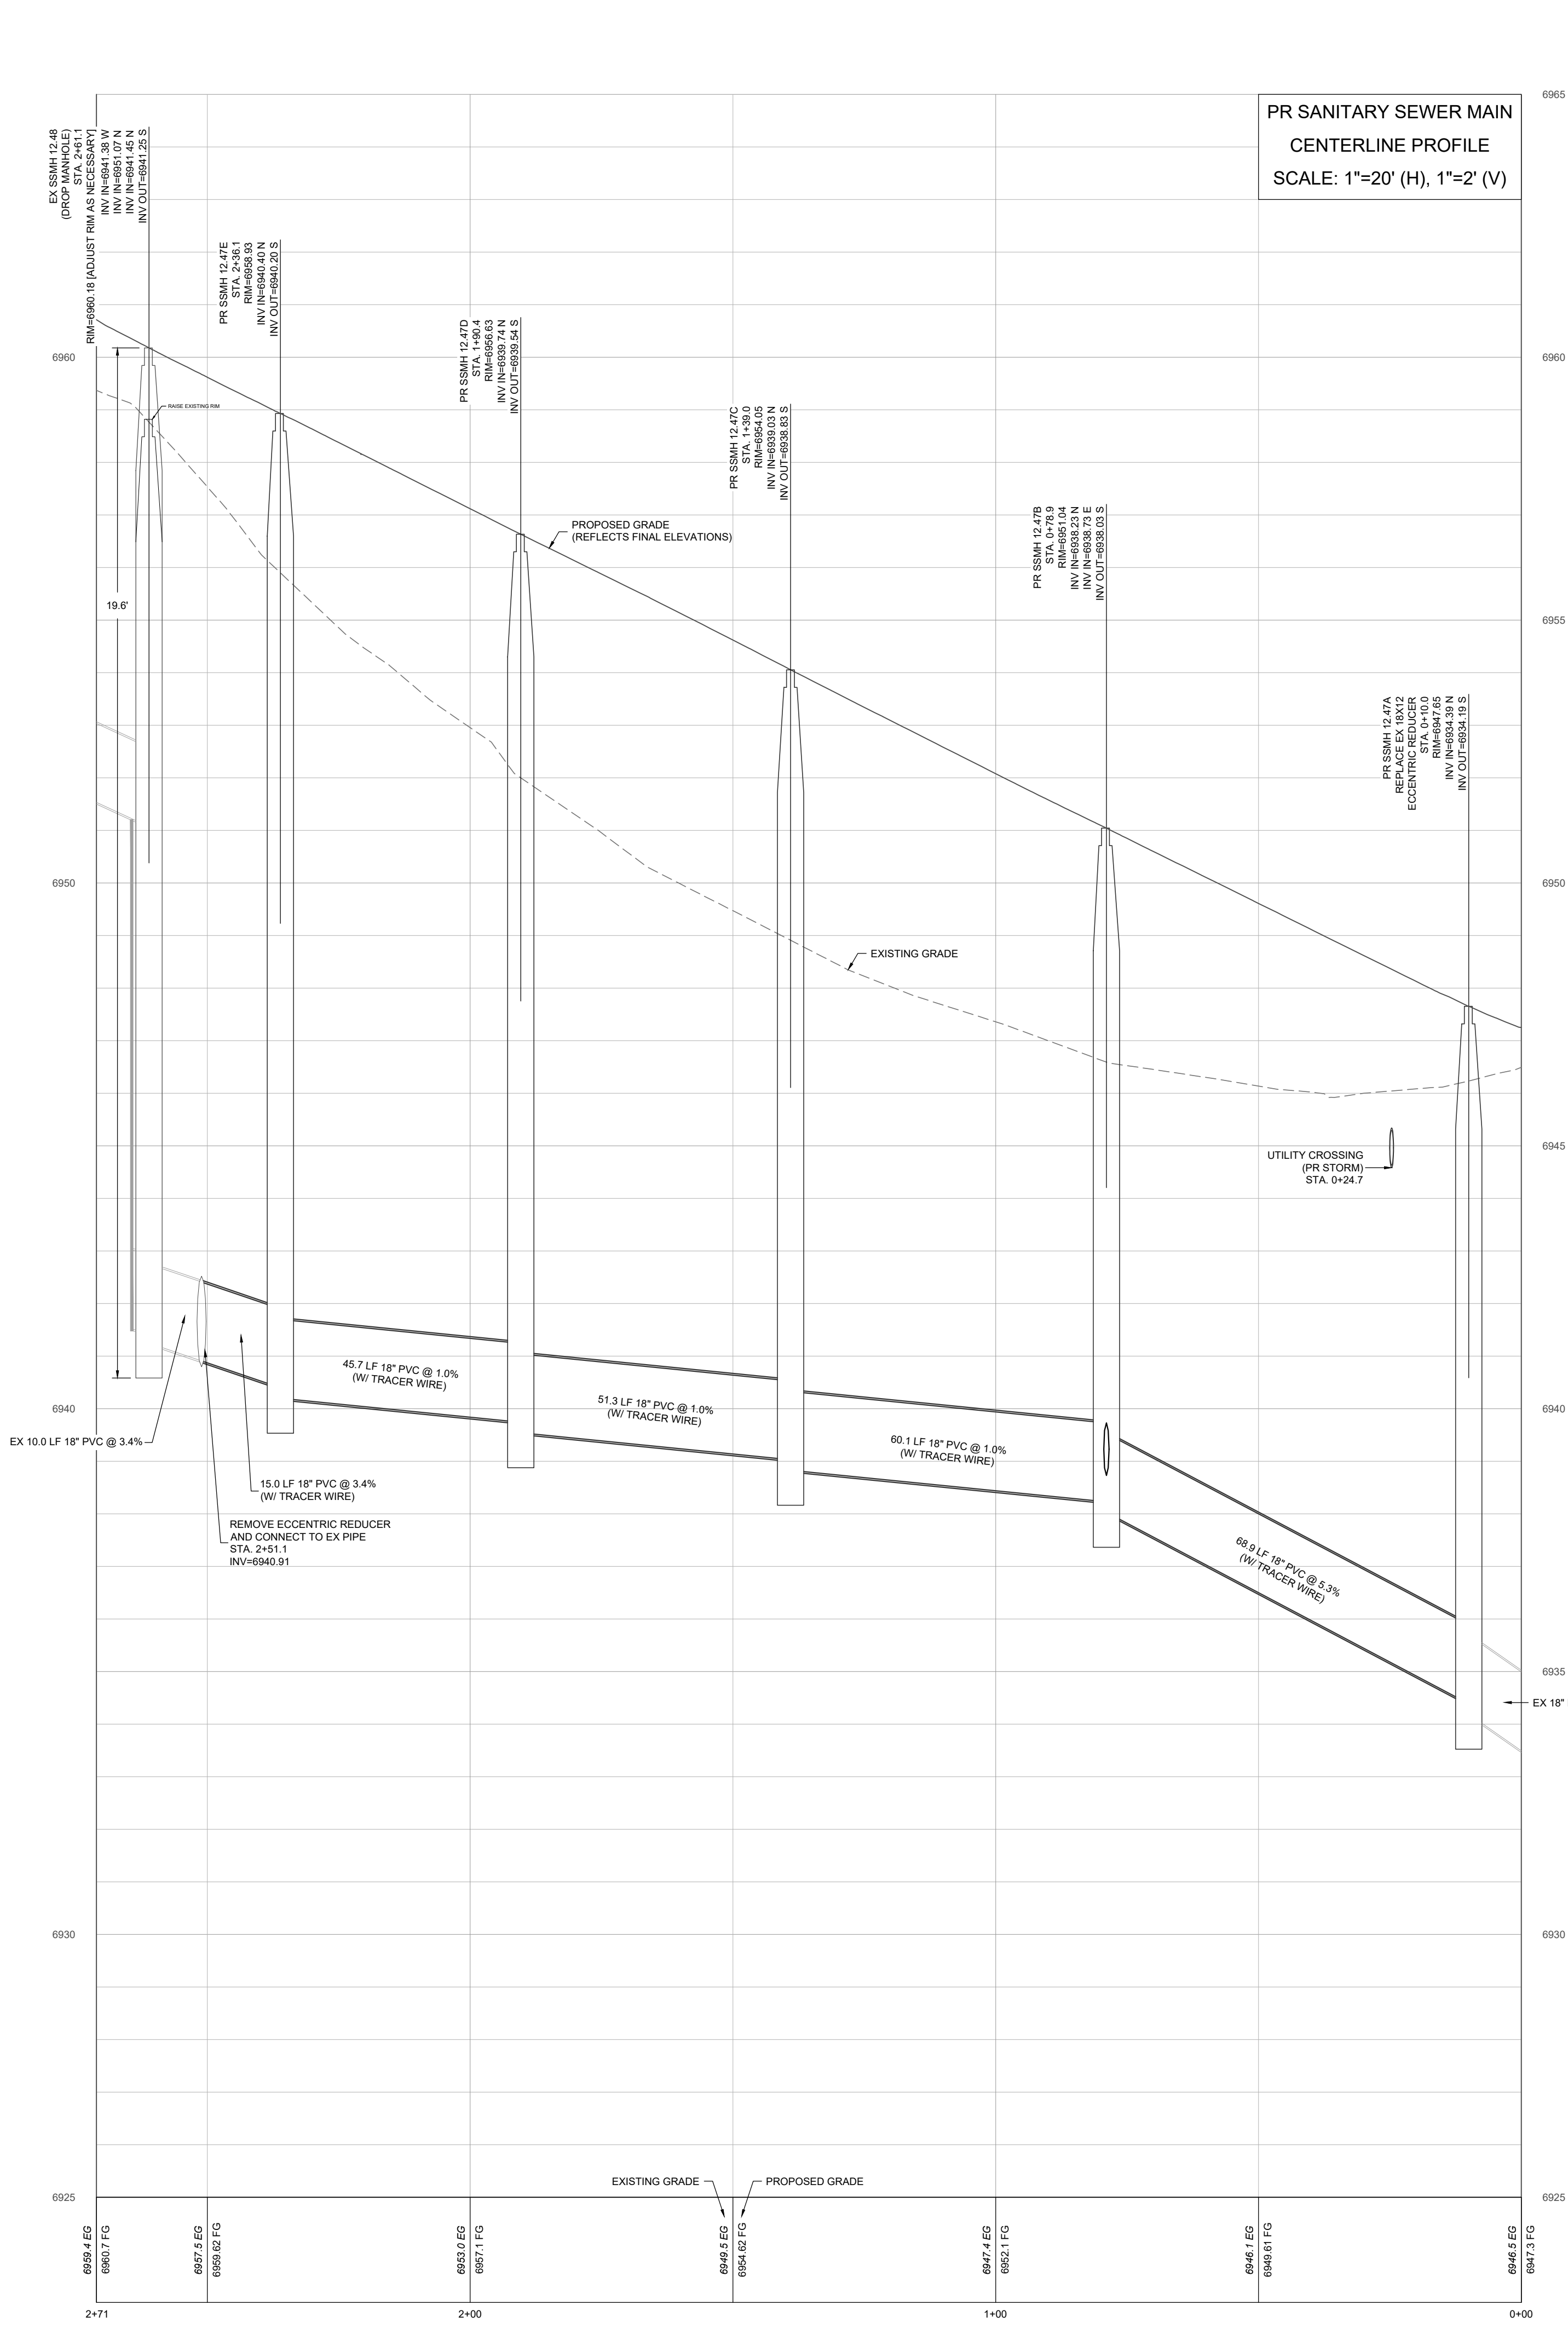 PR SANITARY SEWER MAIN
CENTERLINE PROFILE
SCALE: 1"=20' (H), 1"=2' (V)
EX SSMH 12.48
(DROP MANHOLE)
STA. 2+61.1
RIM=6960.18 [ADJUST RIM AS NECESSARY]
INV IN=6941.38 W
INV IN=6951.07 N
INV IN=6941.45 N
INV OUT=6941.25 S
PR SSMH 12.47E
STA. 2+36.1
RIM=6958.93
INV IN=6940.40 N
INV OUT=6940.20 S
PR SSMH 12.47D
STA. 1+90.4
RIM=6956.63
INV IN=6939.74 N
INV OUT=6939.54 S
PR SSMH 12.47C
STA. 1+39.0
RIM=6954.05
INV IN=6939.03 N
INV OUT=6938.83 S
PR SSMH 12.47B
STA. 0+78.9
RIM=6951.04
INV IN=6938.23 N
INV IN=6938.73 E
INV OUT=6938.03 S
PR SSMH 12.47A
REPLACE EX 18X12
ECCENTRIC REDUCER
STA. 0+10.0
RIM=6947.65
INV IN=6934.39 N
INV OUT=6934.19 S
RAISE EXISTING RIM
19.6'
PROPOSED GRADE
(REFLECTS FINAL ELEVATIONS)
EXISTING GRADE
UTILITY CROSSING
(PR STORM)
STA. 0+24.7
45.7 LF 18" PVC @ 1.0%
(W/ TRACER WIRE)
51.3 LF 18" PVC @ 1.0%
(W/ TRACER WIRE)
60.1 LF 18" PVC @ 1.0%
(W/ TRACER WIRE)
68.9 LF 18" PVC @ 5.3%
(W/ TRACER WIRE)
EX 10.0 LF 18" PVC @ 3.4%
15.0 LF 18" PVC @ 3.4%
(W/ TRACER WIRE)
REMOVE ECCENTRIC REDUCER
AND CONNECT TO EX PIPE
STA. 2+51.1
INV=6940.91
EX 18"
6960
6955
6950
6945
6940
6935
6930
6925
6965
6960
6950
6940
6930
6925
EXISTING GRADE
PROPOSED GRADE
6959.4 EG
6960.7 FG
6957.5 EG
6959.62 FG
6953.0 EG
6957.1 FG
6949.5 EG
6954.62 FG
6947.4 EG
6952.1 FG
6946.1 EG
6949.61 FG
6946.5 EG
6947.3 FG
2+71
2+00
1+00
0+00